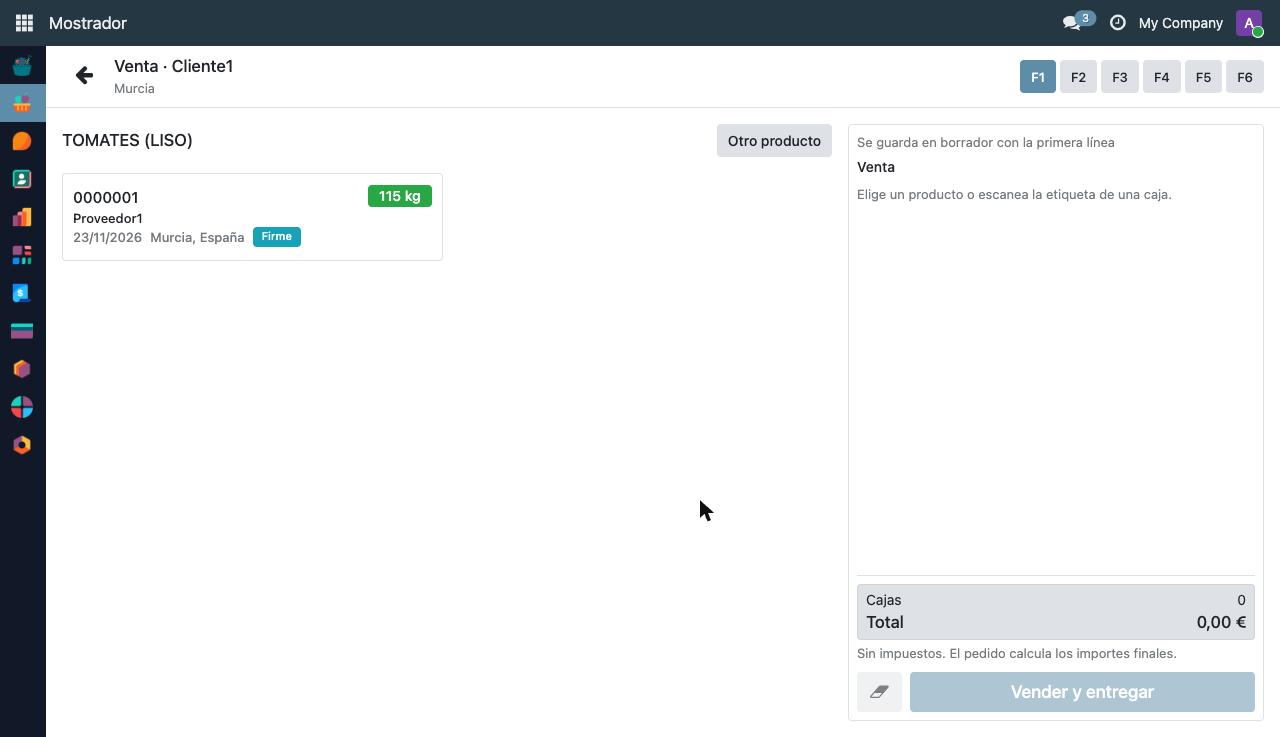 Mostrador
3
My Company
A
Venta · Cliente1
Murcia
F1
F2
F3
F4
F5
F6
TOMATES (LISO)
Otro producto
0000001
115 kg
Proveedor1
23/11/2026 Murcia, España Firme
Se guarda en borrador con la primera línea
Venta
Elige un producto o escanea la etiqueta de una caja.
Cajas 0
Total 0,00 €
Sin impuestos. El pedido calcula los importes finales.
Vender y entregar